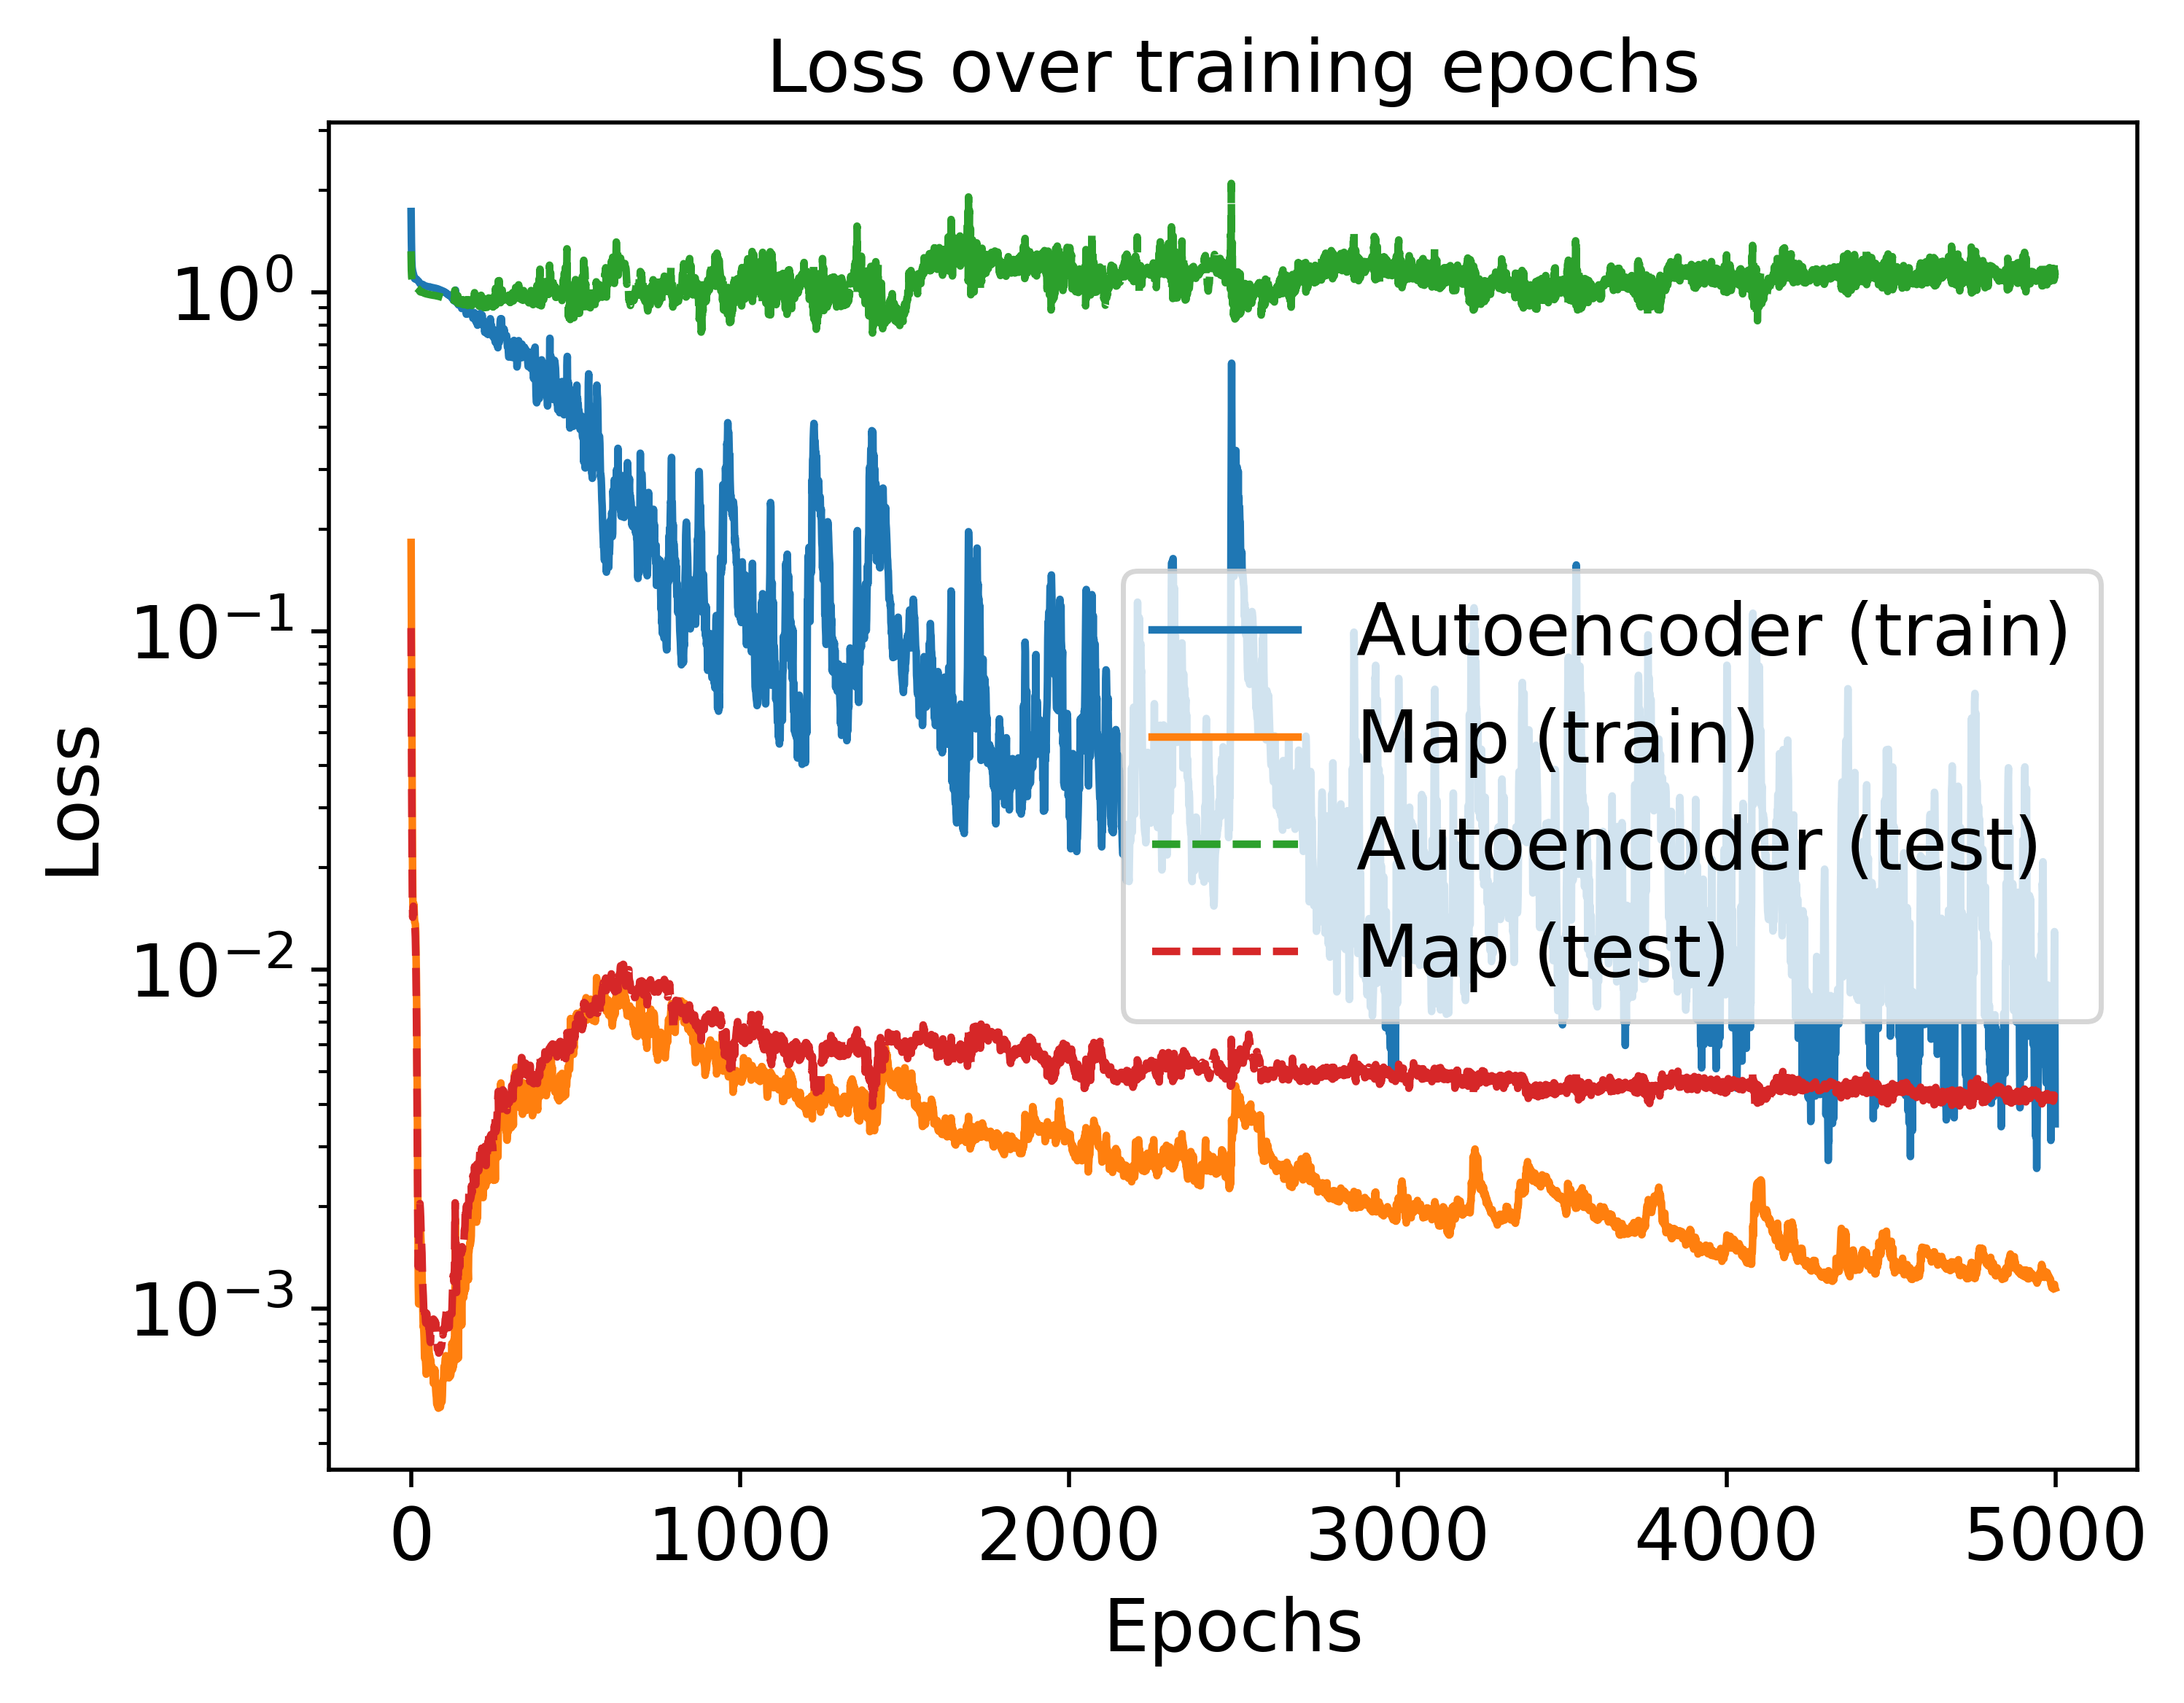 Loss over training epochs
Loss
10⁰
10⁻¹
10⁻²
10⁻³
Autoencoder (train)
Map (train)
Autoencoder (test)
Map (test)
0 1000 2000 3000 4000 5000
Epochs